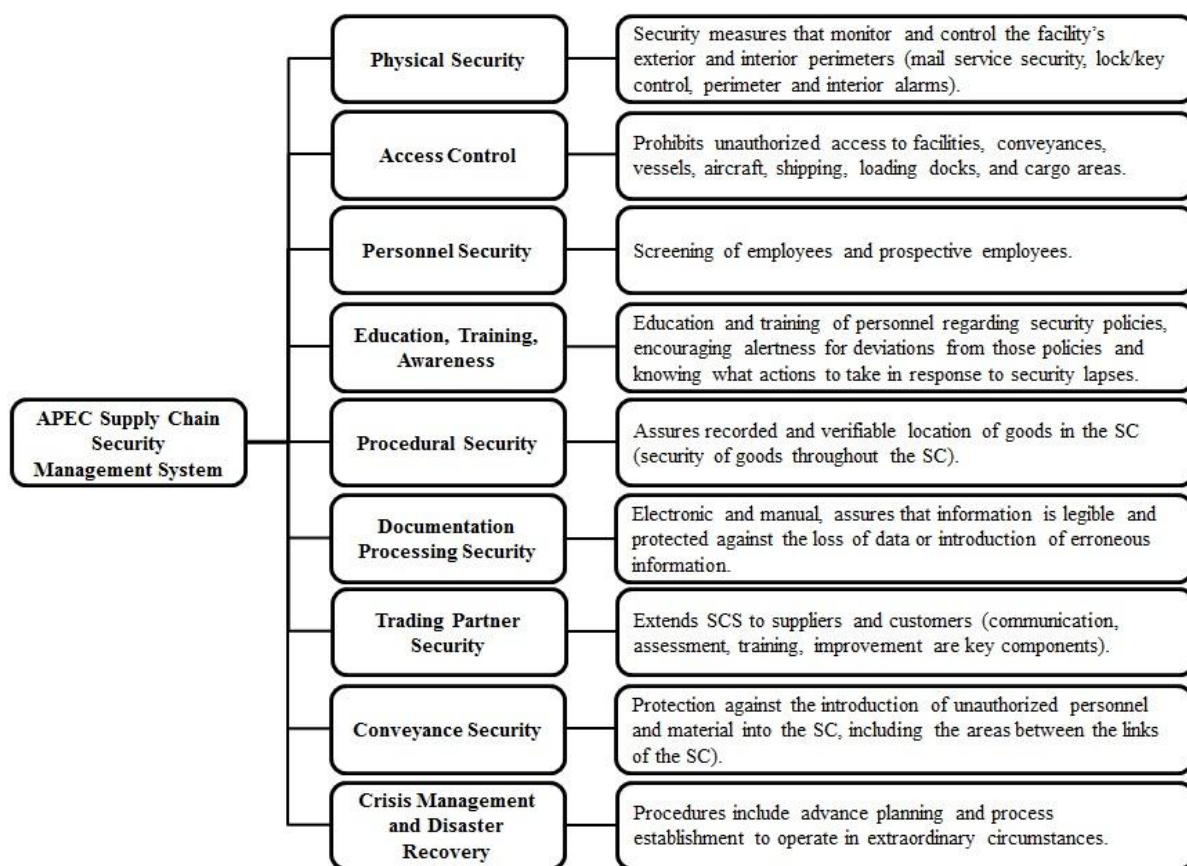 Physical Security
Security measures that monitor and control the facility's
exterior and interior perimeters (mail service security, lock/key
control, perimeter and interior alarms).
Access Control
Prohibits unauthorized access to facilities, conveyances,
vessels, aircraft, shipping, loading docks, and cargo areas.
Personnel Security
Screening of employees and prospective employees.
Education, Training,
Awareness
Education and training of personnel regarding security policies,
encouraging alertness for deviations from those policies and
knowing what actions to take in response to security lapses.
APEC Supply Chain
Security
Management System
Procedural Security
Assures recorded and verifiable location of goods in the SC
(security of goods throughout the SC).
Documentation
Processing Security
Electronic and manual, assures that information is legible and
protected against the loss of data or introduction of erroneous
information.
Trading Partner
Security
Extends SCS to suppliers and customers (communication,
assessment, training, improvement are key components).
Conveyance Security
Protection against the introduction of unauthorized personnel
and material into the SC, including the areas between the links
of the SC).
Crisis Management
and Disaster
Recovery
Procedures include advance planning and process
establishment to operate in extraordinary circumstances.